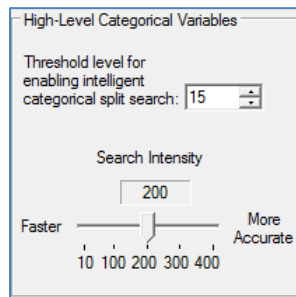 High-Level Categorical Variables
Threshold level for
enabling intelligent
categorical split search: 15
Search Intensity
200
Faster More
Accurate
10 100 200 300 400